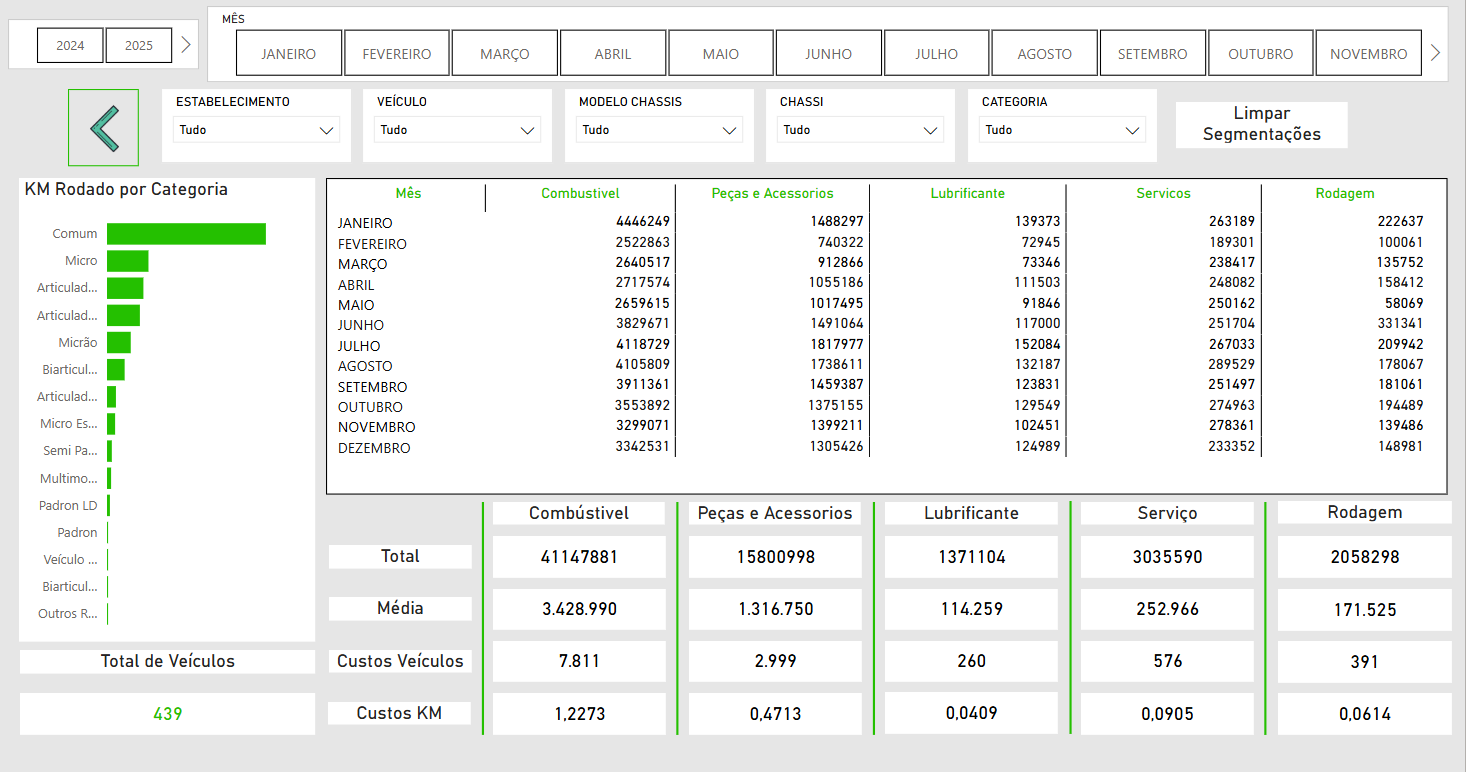 MÊS
2024 2025
JANEIRO FEVEREIRO MARÇO ABRIL MAIO JUNHO JULHO AGOSTO SETEMBRO OUTUBRO NOVEMBRO
ESTABELECIMENTO VEÍCULO MODELO CHASSIS CHASSI CATEGORIA
Tudo Tudo Tudo Tudo Tudo
Limpar
Segmentações
KM Rodado por Categoria
Comum
Micro
Articulad...
Articulad...
Micrão
Biarticul...
Articulad...
Micro Es...
Semi Pa...
Multimo...
Padron LD
Padron
Veículo ...
Biarticul...
Outros R...
Total de Veículos
439
Mês Combustivel Peças e Acessorios Lubrificante Servicos Rodagem
JANEIRO 4446249 1488297 139373 263189 222637
FEVEREIRO 2522863 740322 72945 189301 100061
MARÇO 2640517 912866 73346 238417 135752
ABRIL 2717574 1055186 111503 248082 158412
MAIO 2659615 1017495 91846 250162 58069
JUNHO 3829671 1491064 117000 251704 331341
JULHO 4118729 1817977 152084 267033 209942
AGOSTO 4105809 1738611 132187 289529 178067
SETEMBRO 3911361 1459387 123831 251497 181061
OUTUBRO 3553892 1375155 129549 274963 194489
NOVEMBRO 3299071 1399211 102451 278361 139486
DEZEMBRO 3342531 1305426 124989 233352 148981
Combústivel Peças e Acessorios Lubrificante Serviço Rodagem
Total 41147881 15800998 1371104 3035590 2058298
Média 3.428.990 1.316.750 114.259 252.966 171.525
Custos Veículos 7.811 2.999 260 576 391
Custos KM 1,2273 0,4713 0,0409 0,0905 0,0614